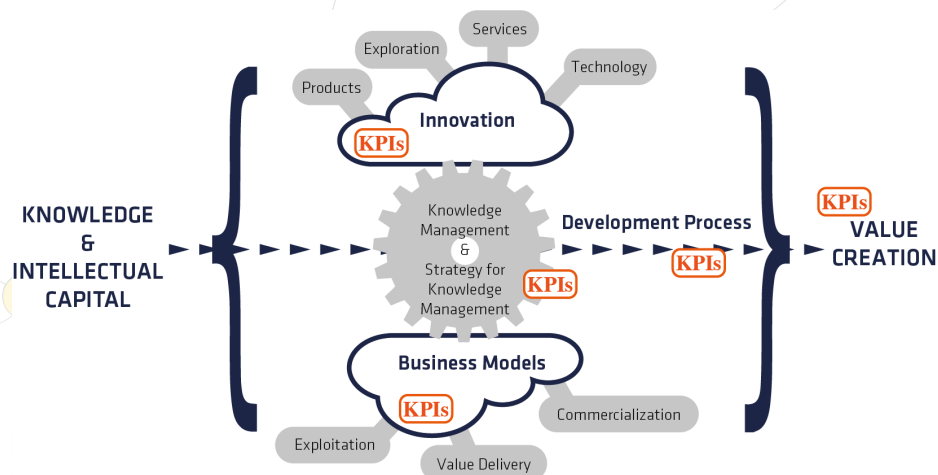 Services
Exploration
Technology
Products
Innovation
KPIs
KNOWLEDGE
&
INTELLECTUAL
CAPITAL
Knowledge
Management
&
Strategy for
Knowledge
Management
KPIs
Development Process
KPIs
KPIs
VALUE
CREATION
Business Models
KPIs
Commercialization
Exploitation
Value Delivery